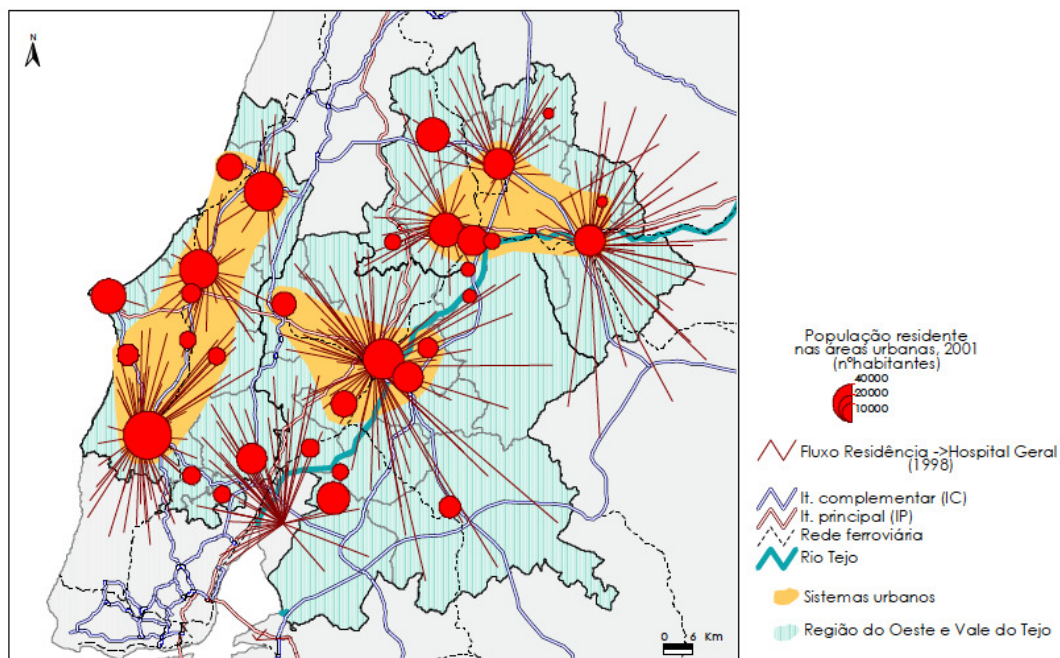 N
0 6 Km
População residente
nas áreas urbanas, 2001
(nºhabitantes)
40000
20000
10000
Fluxo Residência ->Hospital Geral
(1998)
It. complementar (IC)
It. principal (IP)
Rede ferroviária
Rio Tejo
Sistemas urbanos
Região do Oeste e Vale do Tejo